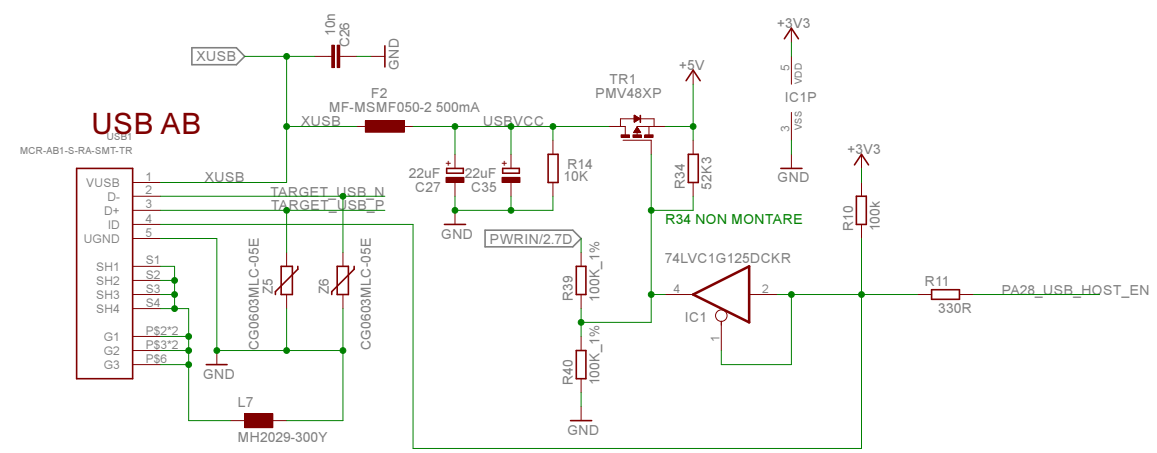 XUSB
10n
C26
GND
F2
MF-MSMF050-2 500mA
XUSB
USBVCC
TR1
PMV48XP
+5V
+3V3
5
VDD
IC1P
3
VSS
GND
USB AB
USB1
MCR-AB1-S-RA-SMT-TR
VUSB
1
XUSB
D-
2
TARGET_USB_N
D+
3
TARGET_USB_P
ID
4
UGND
5
SH1
S1
SH2
S2
SH3
S3
SH4
S4
G1
P$2*2
G2
P$3*2
G3
P$6
22uF
C27
+
22uF
C35
+
R14
10K
GND
R34
52K3
R34 NON MONTARE
PWRIN/2.7D
R39
100K_1%
R40
100K_1%
GND
74LVC1G125DCKR
4
2
IC1
1
+3V3
R10
100k
R11
330R
PA28_USB_HOST_EN
Z5
CG0603MLC-05E
Z6
CG0603MLC-05E
GND
L7
MH2029-300Y